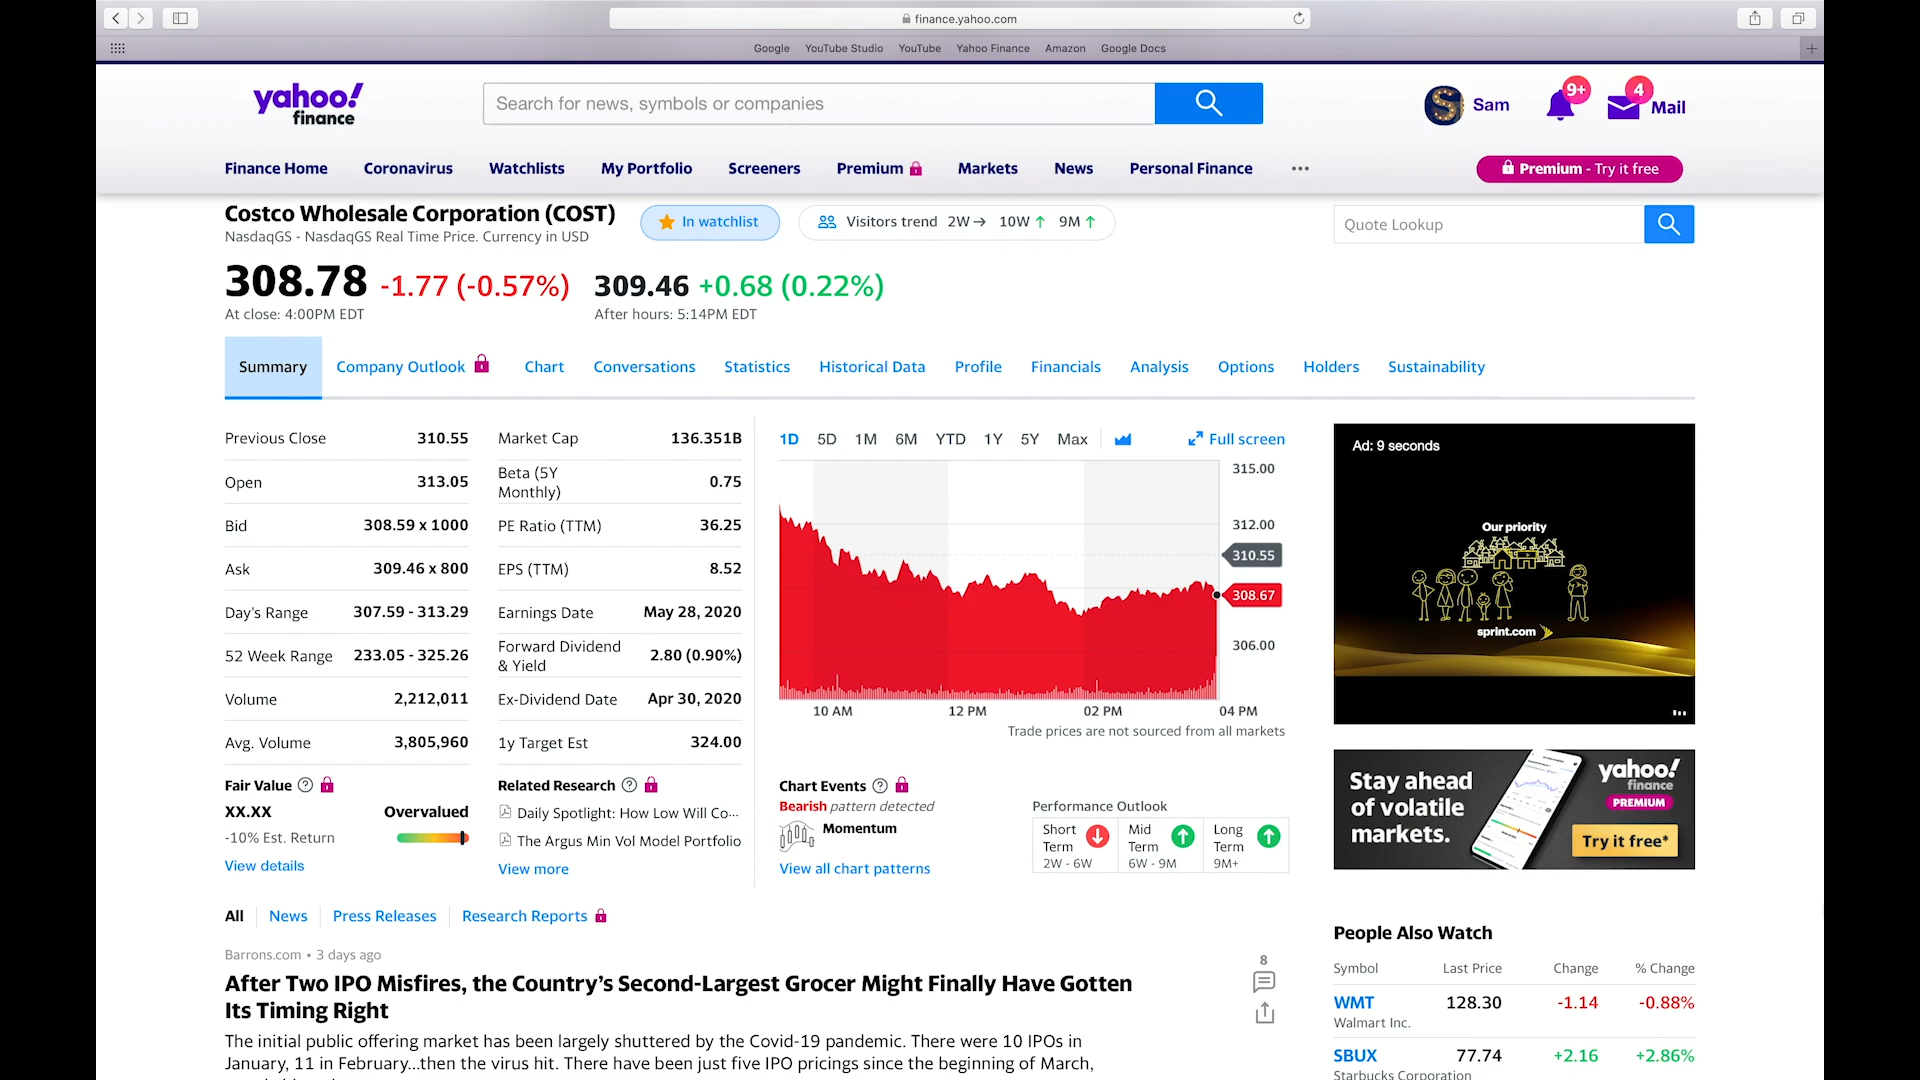 finance.yahoo.com
Google YouTube Studio YouTube Yahoo Finance Amazon Google Docs
yahoo!
finance
Search for news, symbols or companies
S Sam 9+ 4 Mail
Finance Home Coronavirus Watchlists My Portfolio Screeners Premium Markets News Personal Finance ••• Premium - Try it free
Costco Wholesale Corporation (COST)
NasdaqGS - NasdaqGS Real Time Price. Currency in USD
In watchlist
Visitors trend 2W→ 10W↑ 9M↑
Quote Lookup
308.78 -1.77 (-0.57%) 309.46 +0.68 (0.22%)
At close: 4:00PM EDT After hours: 5:14PM EDT
Summary Company Outlook Chart Conversations Statistics Historical Data Profile Financials Analysis Options Holders Sustainability
Previous Close 310.55
Open 313.05
Bid 308.59 x 1000
Ask 309.46 x 800
Day's Range 307.59 - 313.29
52 Week Range 233.05 - 325.26
Volume 2,212,011
Avg. Volume 3,805,960
Market Cap 136.351B
Beta (5Y
Monthly) 0.75
PE Ratio (TTM) 36.25
EPS (TTM) 8.52
Earnings Date May 28, 2020
Forward Dividend
& Yield 2.80 (0.90%)
Ex-Dividend Date Apr 30, 2020
1y Target Est 324.00
1D 5D 1M 6M YTD 1Y 5Y Max Full screen
315.00
312.00
310.55
308.67
306.00
10 AM 12 PM 02 PM 04 PM
Trade prices are not sourced from all markets
Fair Value
XX.XX Overvalued
-10% Est. Return
View details
Related Research
Daily Spotlight: How Low Will Co...
The Argus Min Vol Model Portfolio
View more
Chart Events
Bearish pattern detected
Momentum
View all chart patterns
Performance Outlook
Short
Term
2W - 6W
Mid
Term
6W - 9M
Long
Term
9M+
Ad: 9 seconds
Our priority
sprint.com
Stay ahead
of volatile
markets.
yahoo!
finance
PREMIUM
Try it free*
All News Press Releases Research Reports
Barrons.com • 3 days ago
After Two IPO Misfires, the Country's Second-Largest Grocer Might Finally Have Gotten
Its Timing Right
The initial public offering market has been largely shuttered by the Covid-19 pandemic. There were 10 IPOs in
January, 11 in February...then the virus hit. There have been just five IPO pricings since the beginning of March,
8
People Also Watch
Symbol Last Price Change % Change
WMT 128.30 -1.14 -0.88%
Walmart Inc.
SBUX 77.74 +2.16 +2.86%
Starbucks Corporation